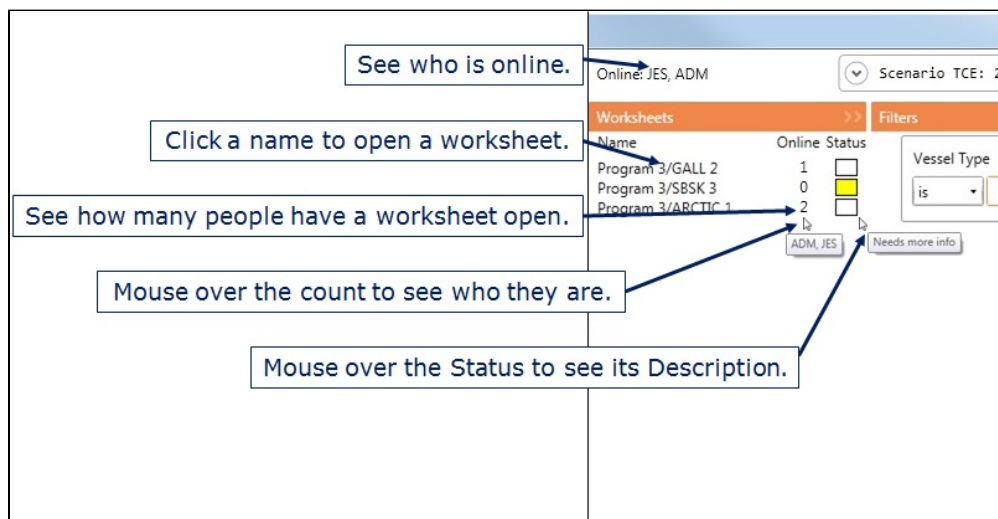 See who is online.
Online: JES, ADM
Scenario TCE: 2
Click a name to open a worksheet.
Worksheets >> Filters
Name Online Status
Program 3/GALL 2 1
Program 3/SBSK 3 0
Program 3/ARCTIC 1 2
Vessel Type
is
See how many people have a worksheet open.
ADM, JES
Needs more info
Mouse over the count to see who they are.
Mouse over the Status to see its Description.